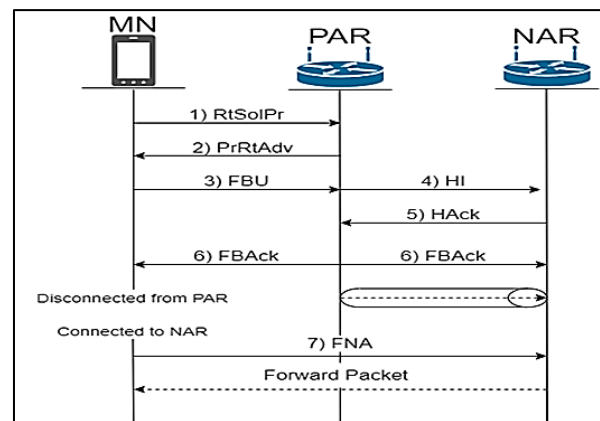 MN
PAR
NAR
1) RtSolPr
2) PrRtAdv
3) FBU
4) HI
5) HAck
6) FBAck
6) FBAck
Disconnected from PAR
Connected to NAR
7) FNA
Forward Packet